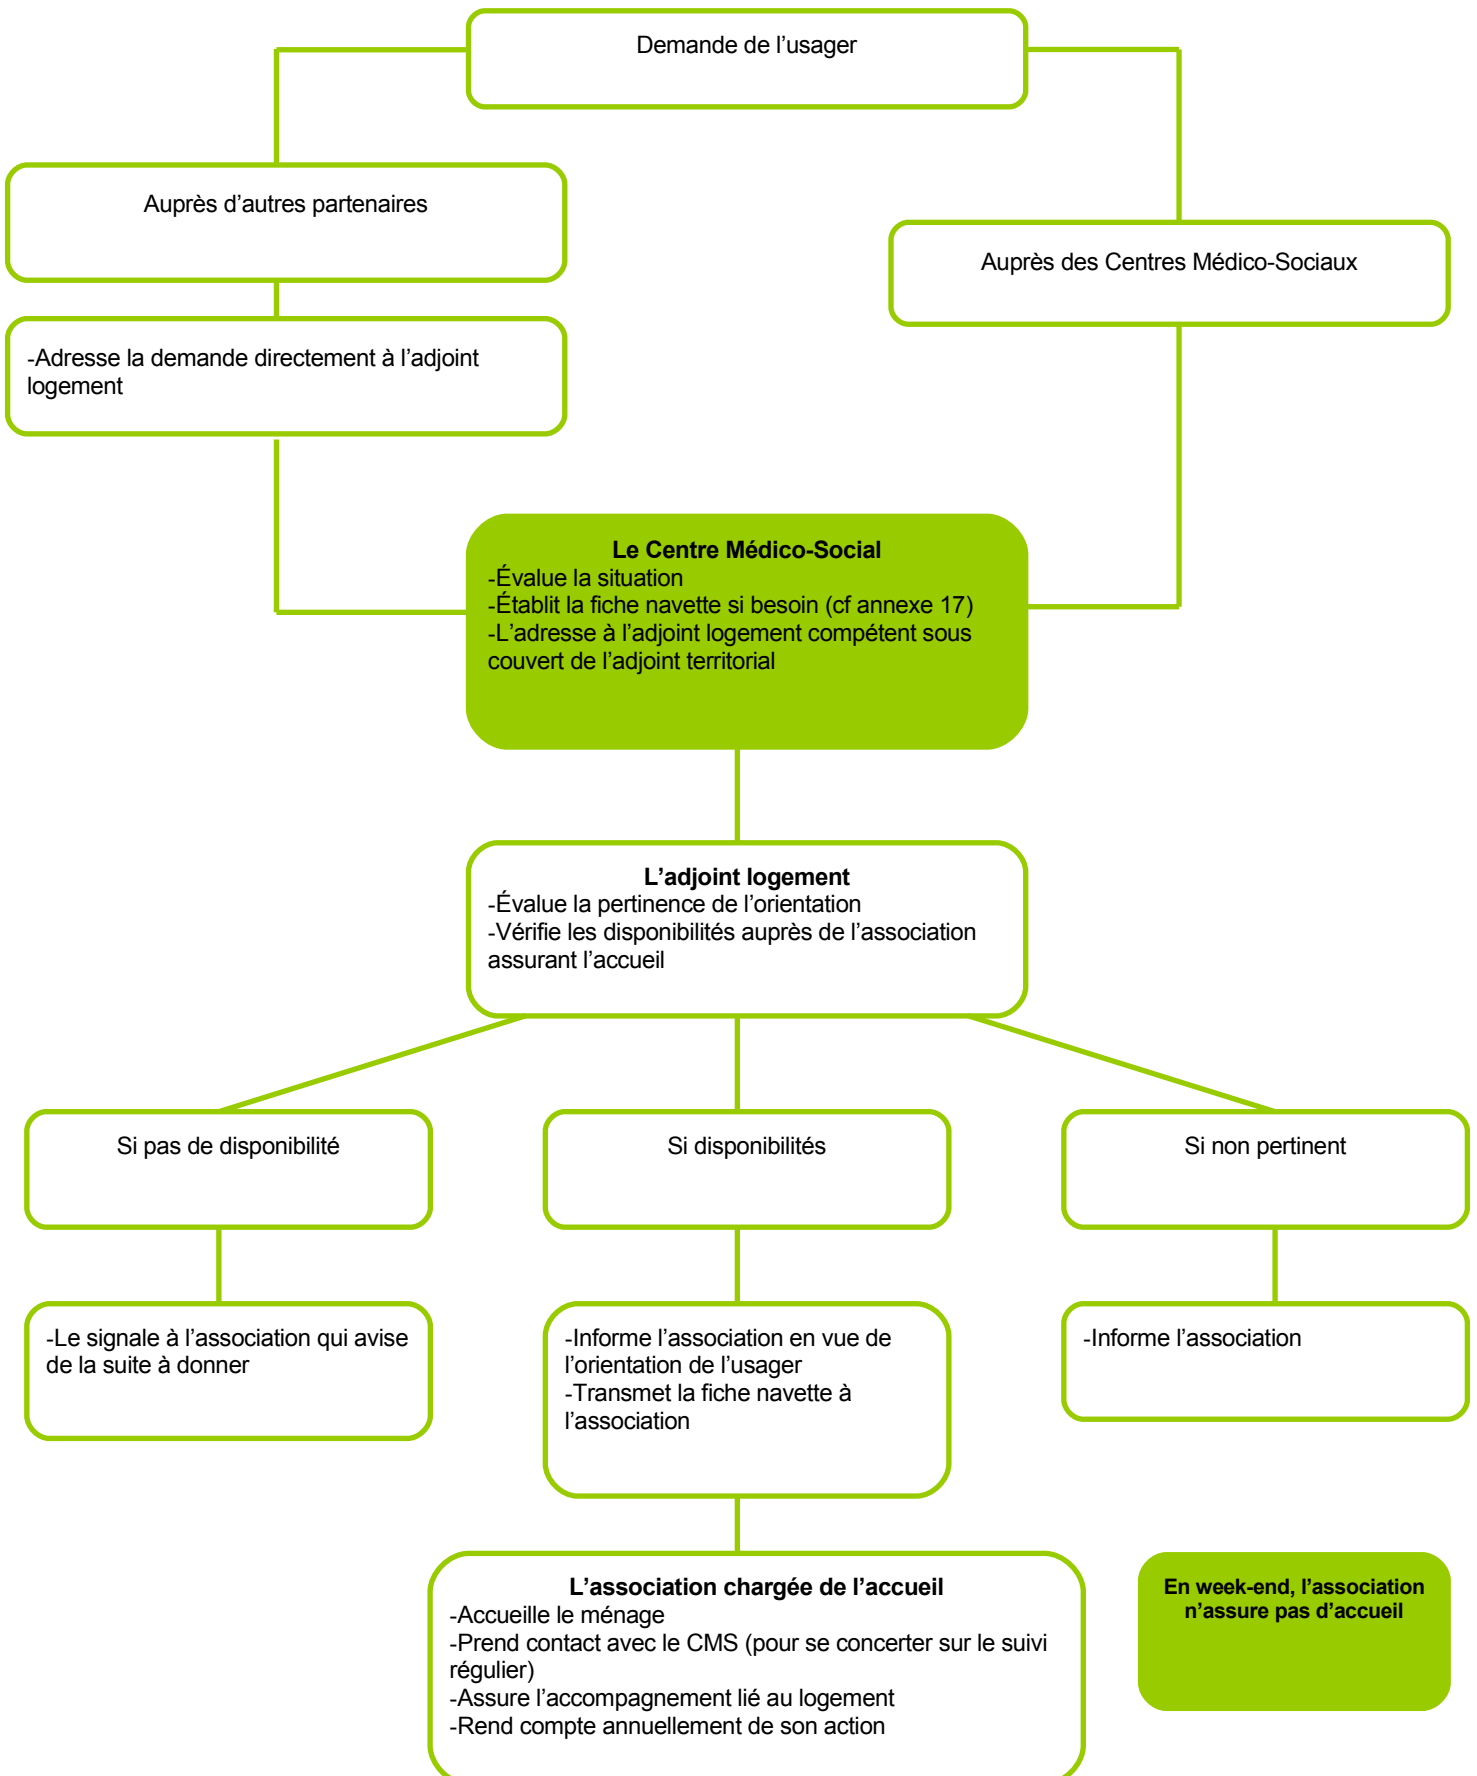 Demande de l’usager
Auprès d’autres partenaires
Auprès des Centres Médico-Sociaux
-Adresse la demande directement à l’adjoint
logement
Le Centre Médico-Social
-Évalue la situation
-Établit la fiche navette si besoin (cf annexe 17)
-L’adresse à l’adjoint logement compétent sous
couvert de l’adjoint territorial
L’adjoint logement
-Évalue la pertinence de l’orientation
-Vérifie les disponibilités auprès de l’association
assurant l’accueil
Si pas de disponibilité
Si disponibilités
Si non pertinent
-Le signale à l’association qui avise
de la suite à donner
-Informe l’association en vue de
l’orientation de l’usager
-Transmet la fiche navette à
l’association
-Informe l’association
L’association chargée de l’accueil
-Accueille le ménage
-Prend contact avec le CMS (pour se concerter sur le suivi
régulier)
-Assure l’accompagnement lié au logement
-Rend compte annuellement de son action
En week-end, l’association
n’assure pas d’accueil